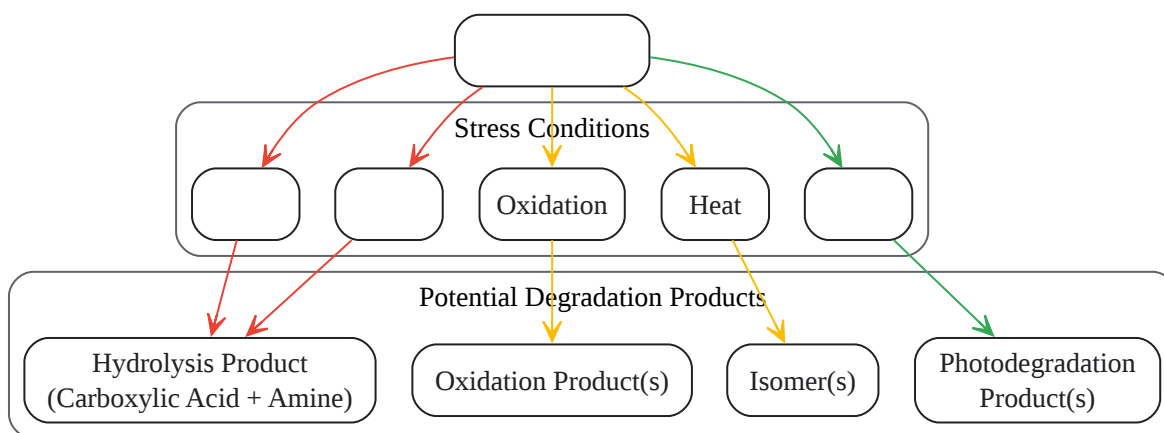 Stress Conditions
Oxidation
Heat
Potential Degradation Products
Hydrolysis Product
(Carboxylic Acid + Amine)
Oxidation Product(s)
Isomer(s)
Photodegradation
Product(s)